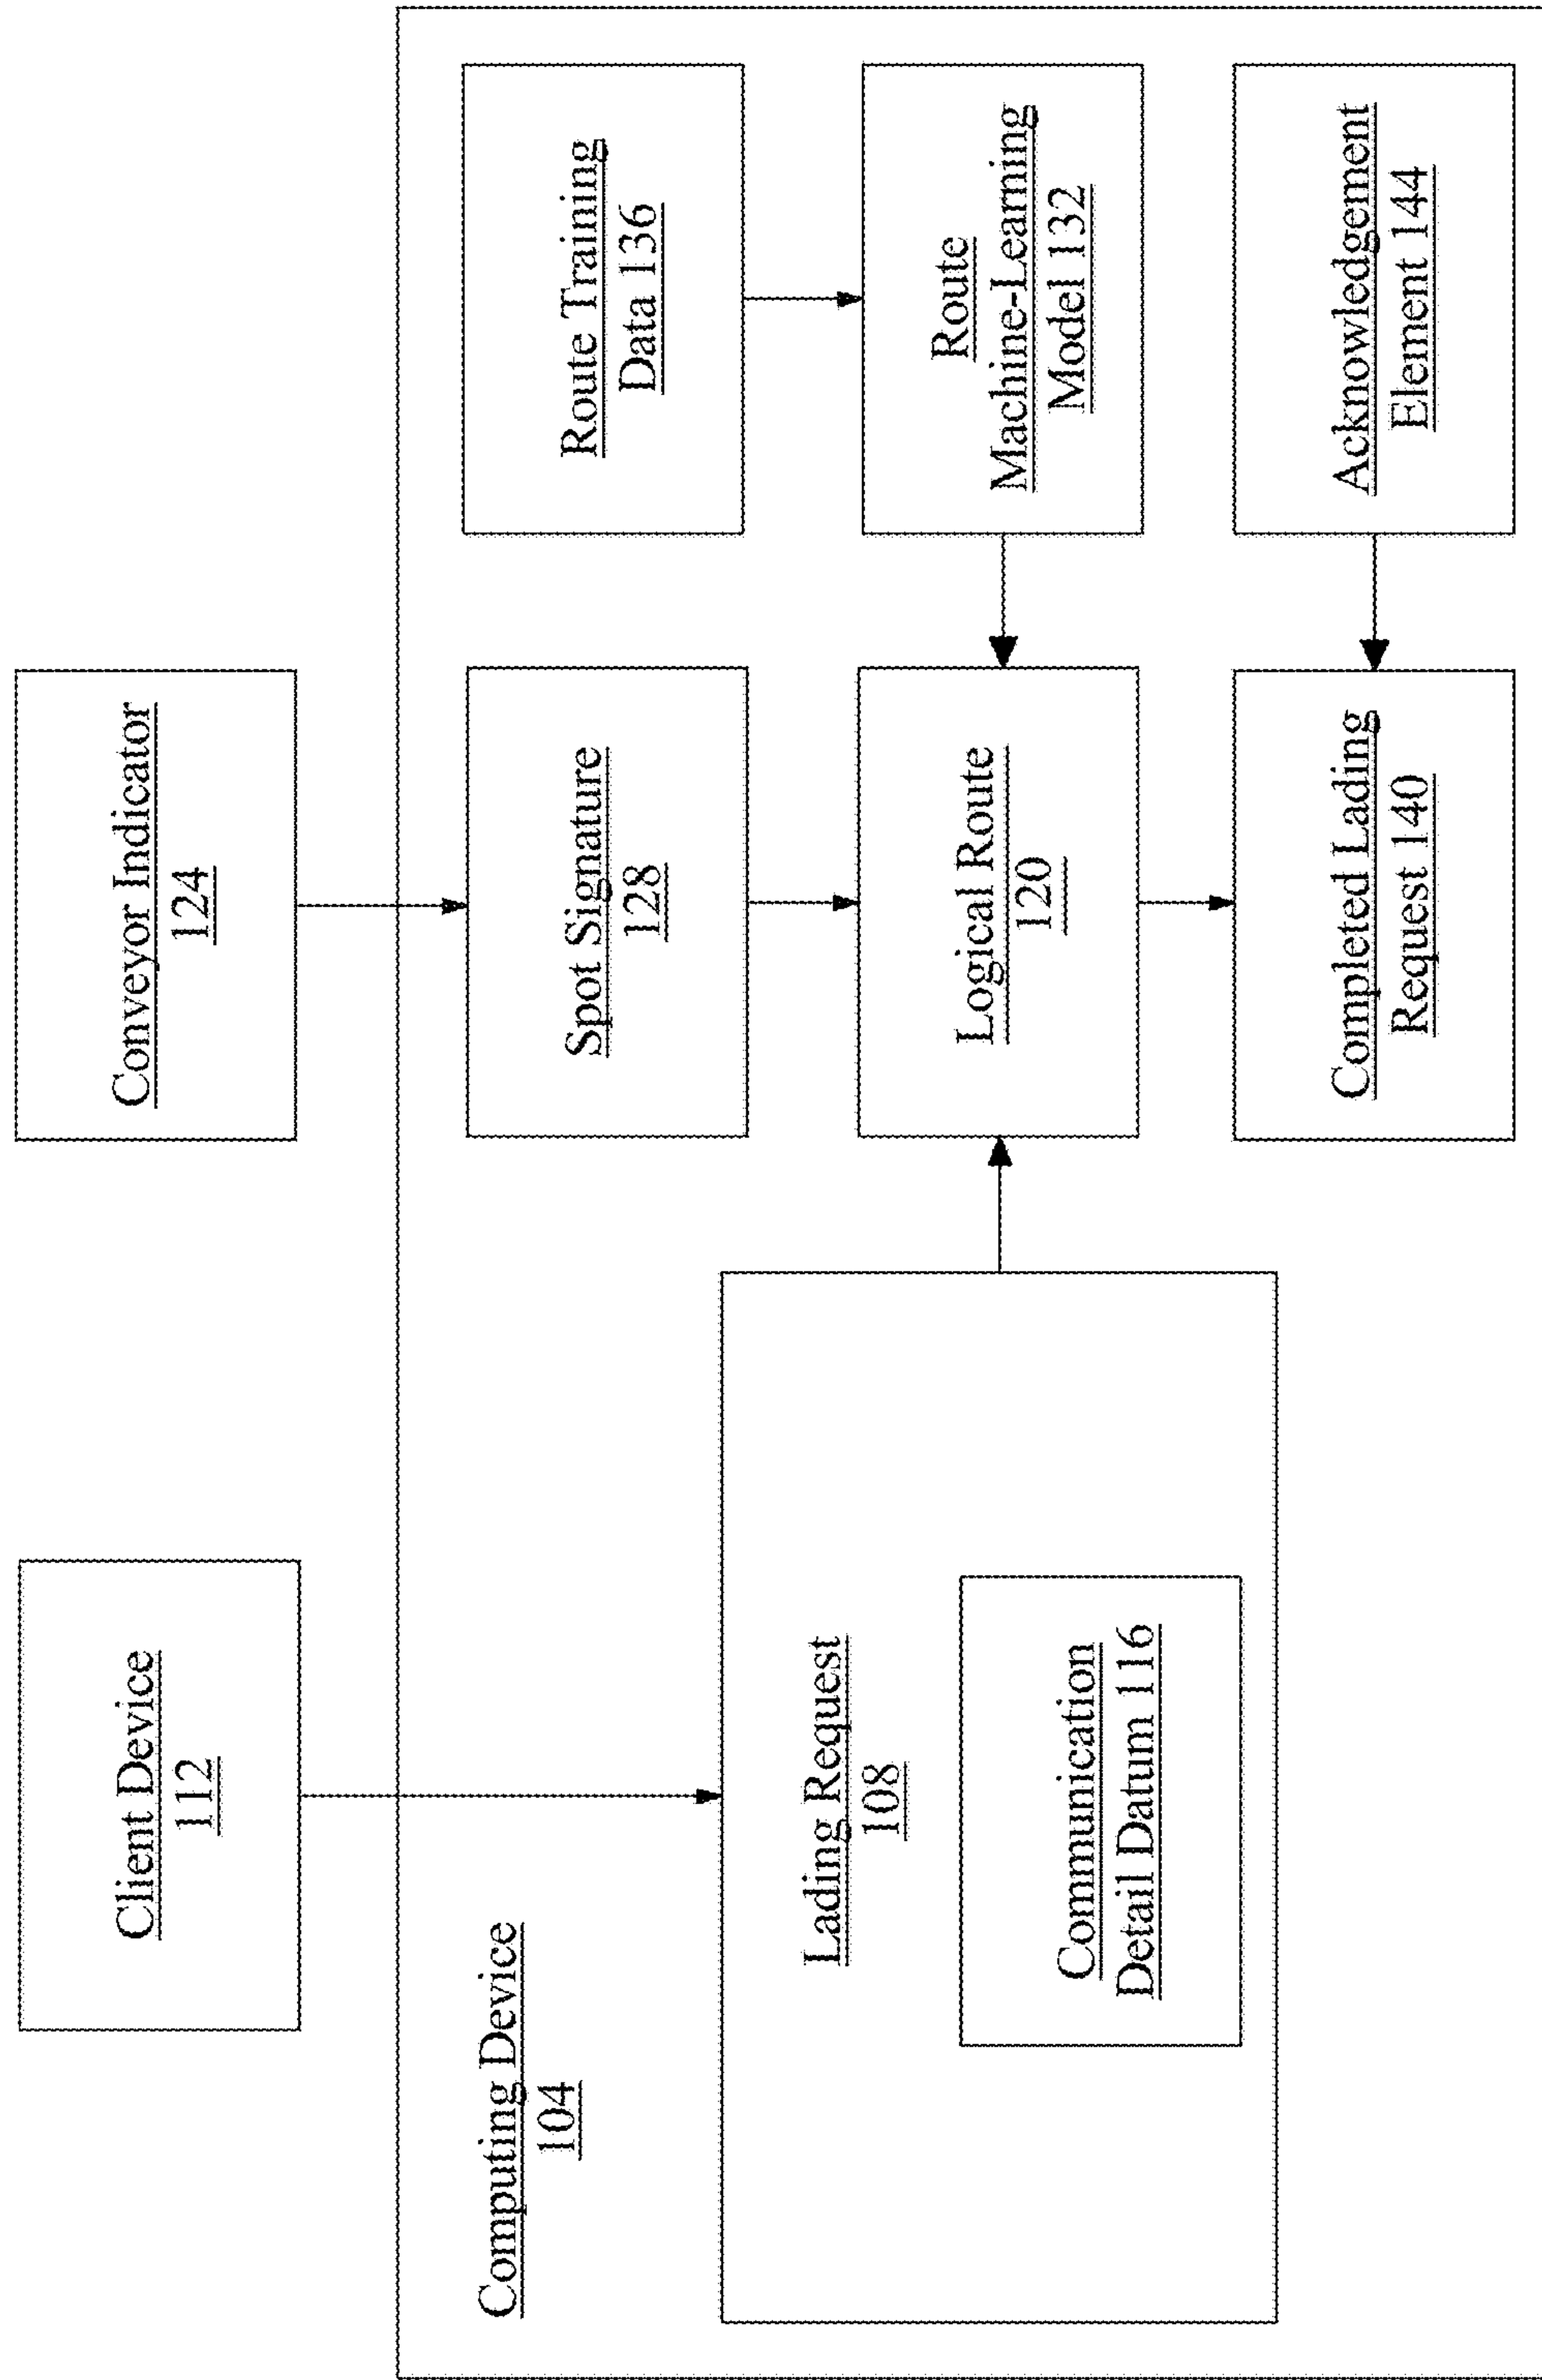 Client Device
112
Conveyor Indicator
124
Computing Device
104
Lading Request
108
Communication
Detail Datum 116
Spot Signature
128
Route Training
Data 136
Logical Route
120
Route
Machine-Learning
Model 132
Completed Lading
Request 140
Acknowledgement
Element 144